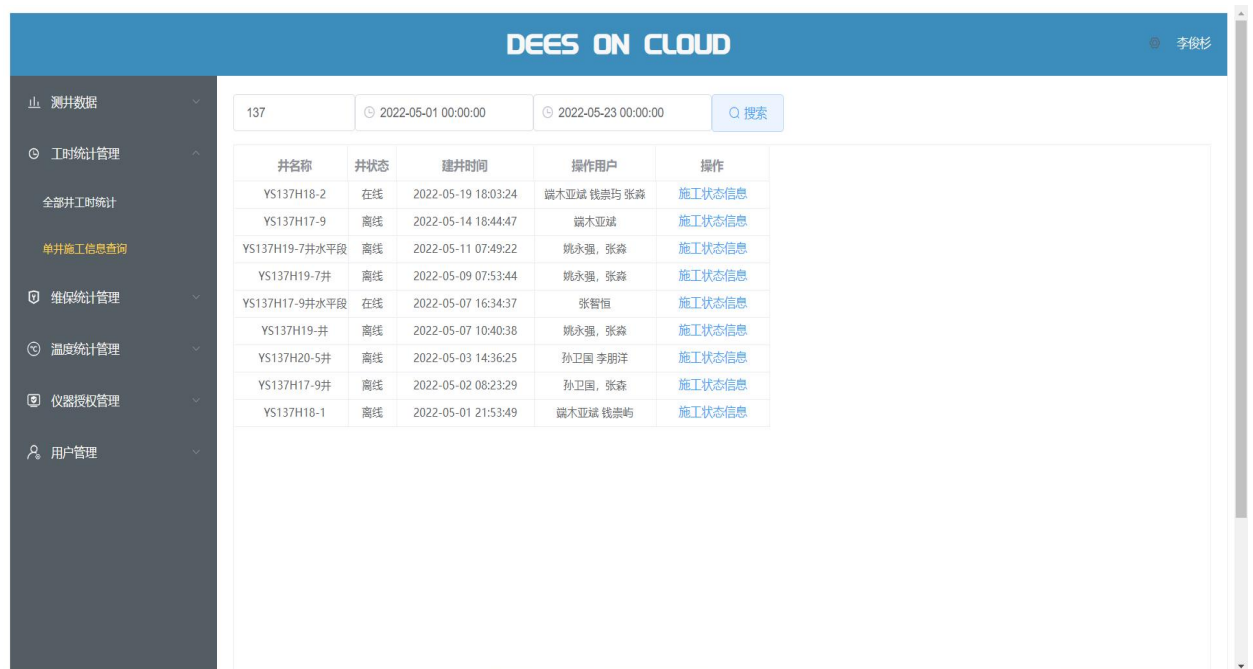 DEES ON CLOUD
李俊杉
测井数据
工时统计管理
全部井工时统计
单井施工信息查询
维保统计管理
温度统计管理
仪器授权管理
用户管理
137 2022-05-01 00:00:00 2022-05-23 00:00:00 搜索
井名称 井状态 建井时间 操作用户 操作
YS137H18-2 在线 2022-05-19 18:03:24 端木亚斌 钱崇玙 张淼 施工状态信息
YS137H17-9 离线 2022-05-14 18:44:47 端木亚斌 施工状态信息
YS137H19-7井水平段 离线 2022-05-11 07:49:22 姚永强，张淼 施工状态信息
YS137H19-7井 离线 2022-05-09 07:53:44 姚永强，张淼 施工状态信息
YS137H17-9井水平段 在线 2022-05-07 16:34:37 张智恒 施工状态信息
YS137H19-井 离线 2022-05-07 10:40:38 姚永强，张淼 施工状态信息
YS137H20-5井 离线 2022-05-03 14:36:25 孙卫国 李朋洋 施工状态信息
YS137H17-9井 离线 2022-05-02 08:23:29 孙卫国，张森 施工状态信息
YS137H18-1 离线 2022-05-01 21:53:49 端木亚斌 钱崇屿 施工状态信息